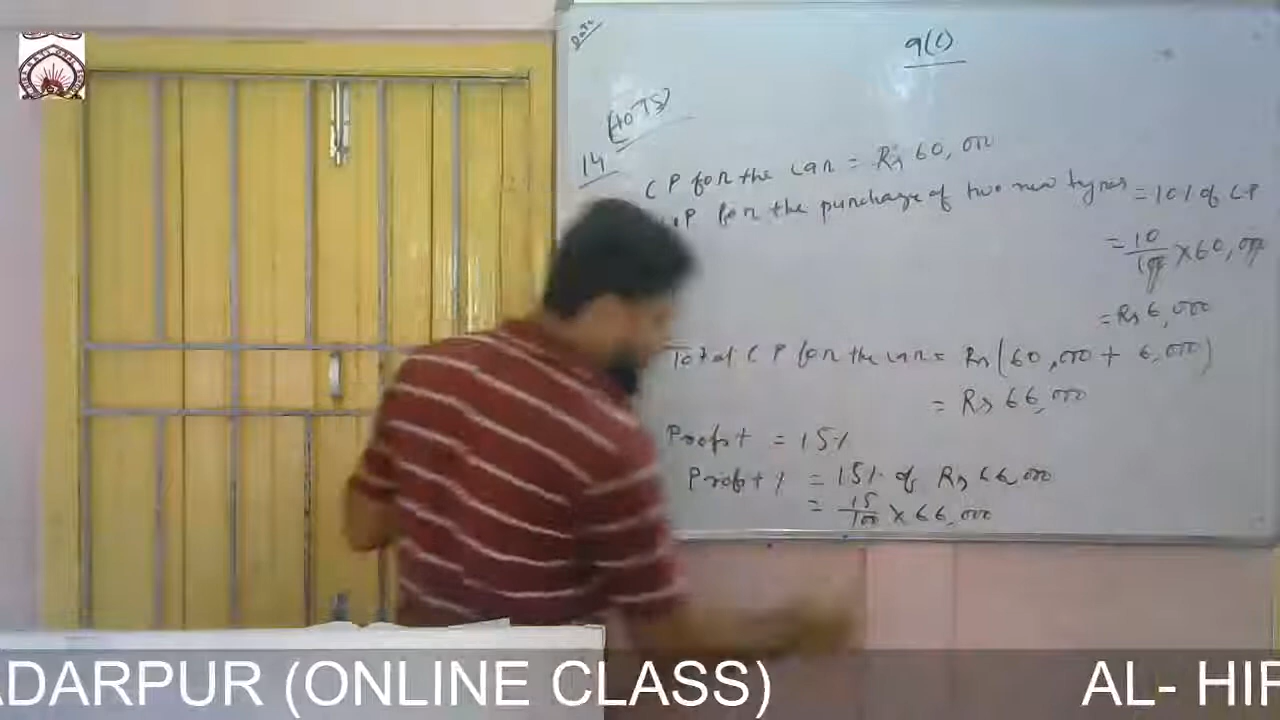 Date
9(c)
(HOTS)
14 CP for the car = Rs 60,000
CP for the purchase of two new tyres = 10% of CP
= 10/100 × 60,000
= Rs 6,000
Total CP for the car = Rs (60,000 + 6,000)
= Rs 66,000
Profit = 15%
Profit % = 15% of Rs 66,000
= 15/100 × 66,000
ADARPUR (ONLINE CLASS) AL- HIF